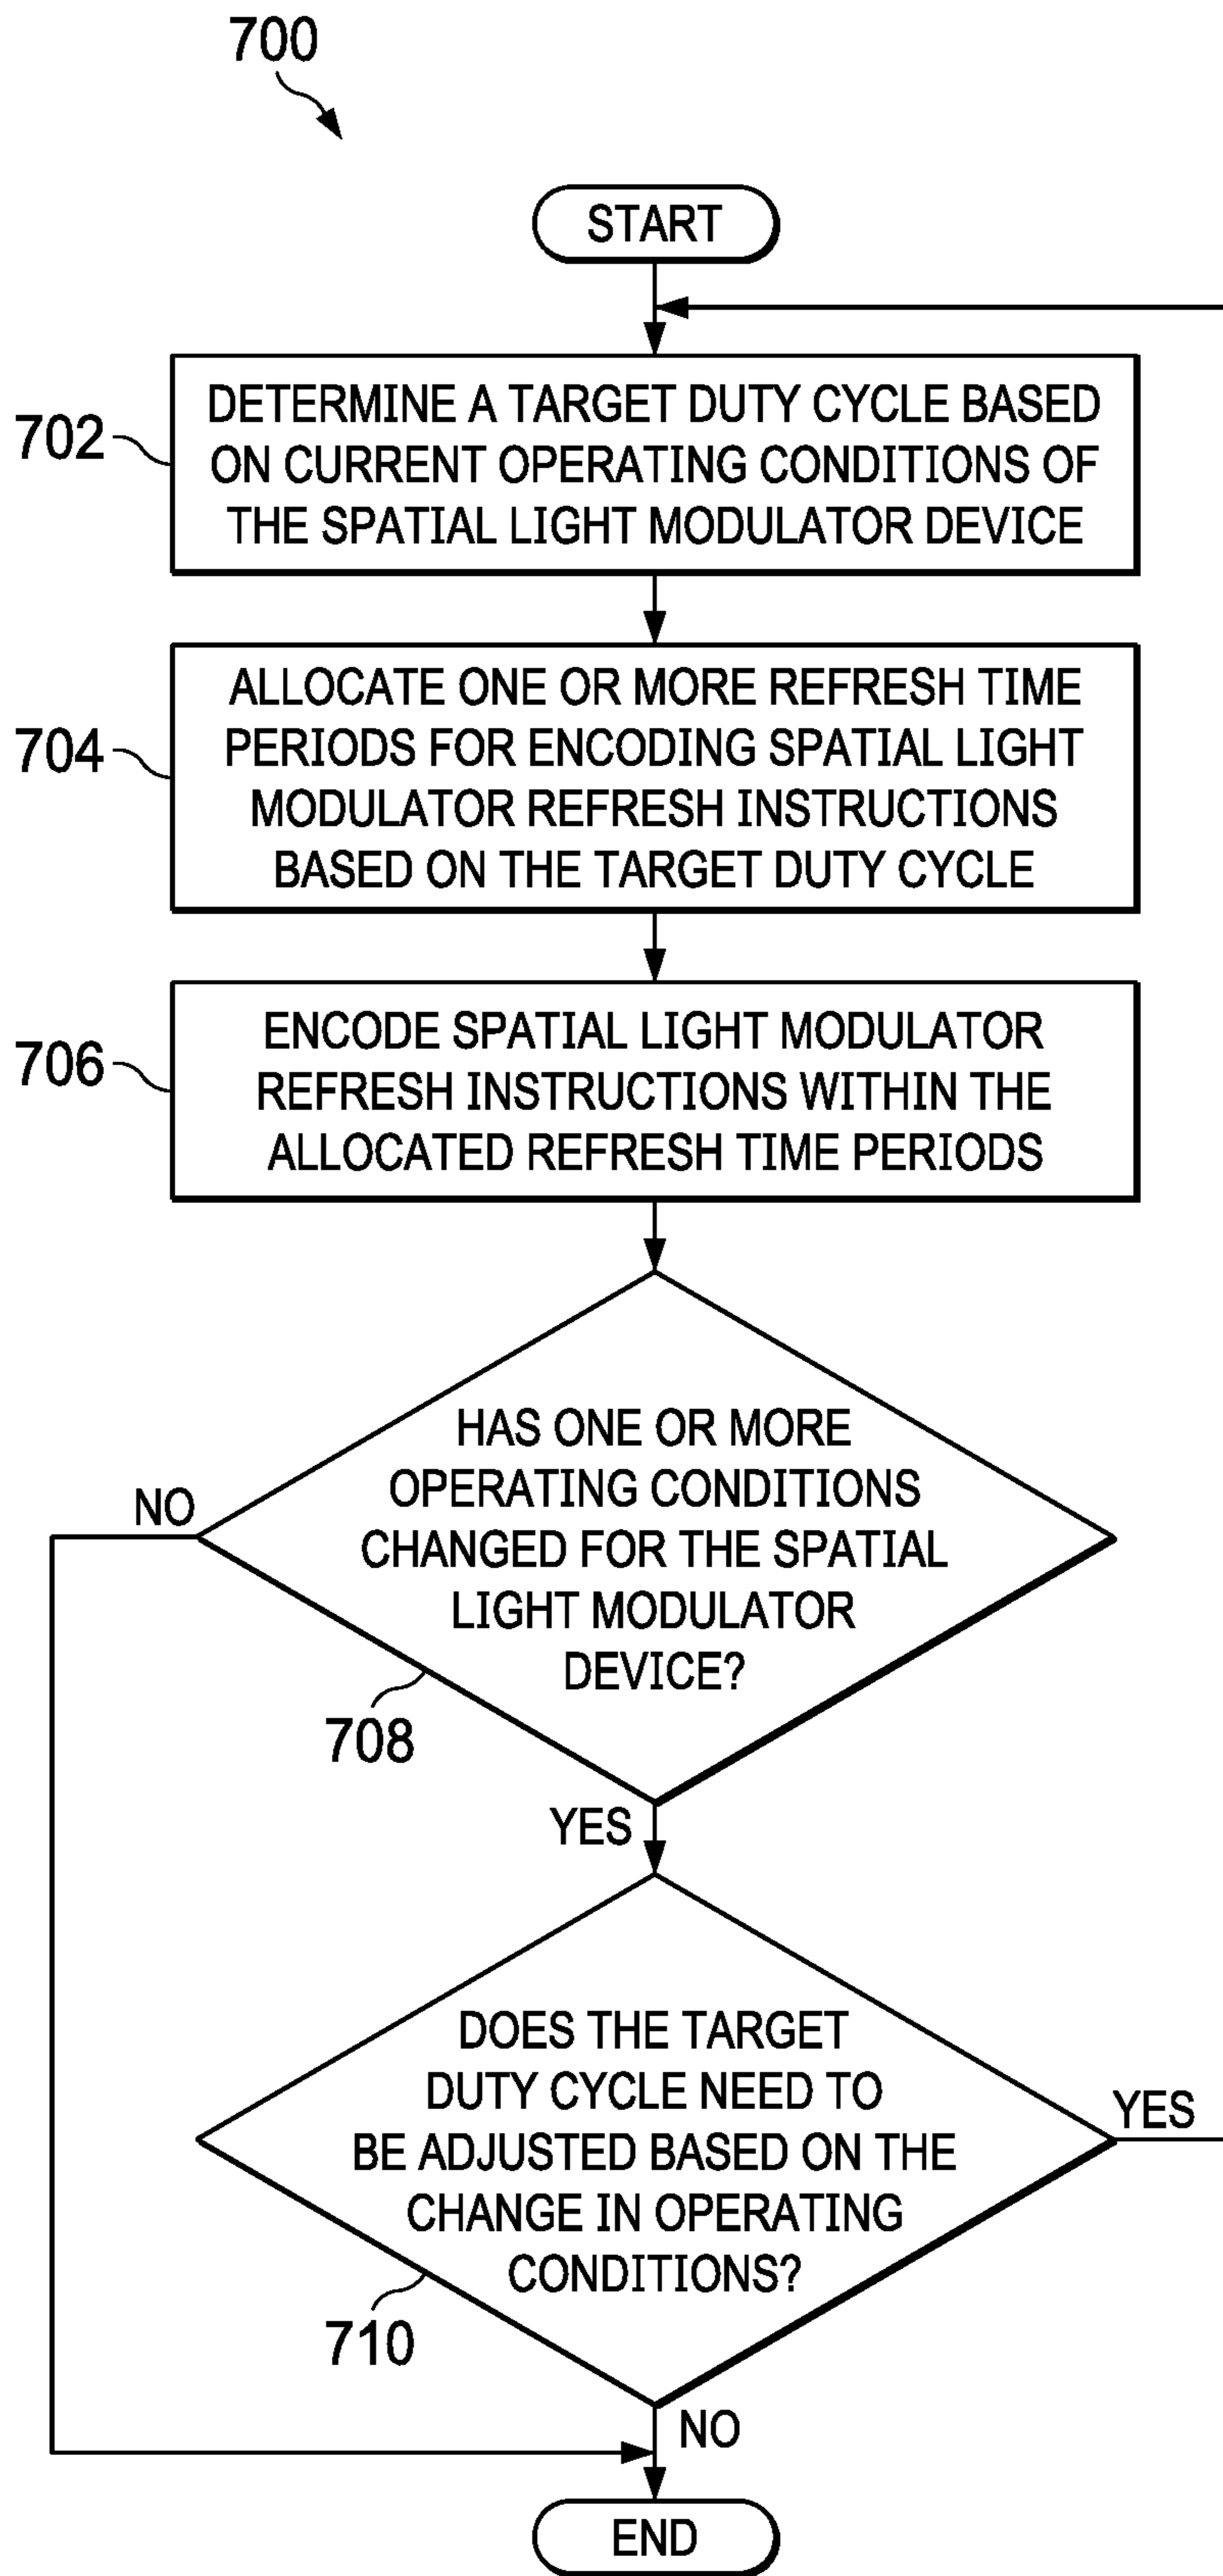 700
START
702
DETERMINE A TARGET DUTY CYCLE BASED
ON CURRENT OPERATING CONDITIONS OF
THE SPATIAL LIGHT MODULATOR DEVICE
704
ALLOCATE ONE OR MORE REFRESH TIME
PERIODS FOR ENCODING SPATIAL LIGHT
MODULATOR REFRESH INSTRUCTIONS
BASED ON THE TARGET DUTY CYCLE
706
ENCODE SPATIAL LIGHT MODULATOR
REFRESH INSTRUCTIONS WITHIN THE
ALLOCATED REFRESH TIME PERIODS
HAS ONE OR MORE
OPERATING CONDITIONS
CHANGED FOR THE SPATIAL
LIGHT MODULATOR
DEVICE?
NO
708
YES
DOES THE TARGET
DUTY CYCLE NEED TO
BE ADJUSTED BASED ON THE
CHANGE IN OPERATING
CONDITIONS?
YES
710
NO
END